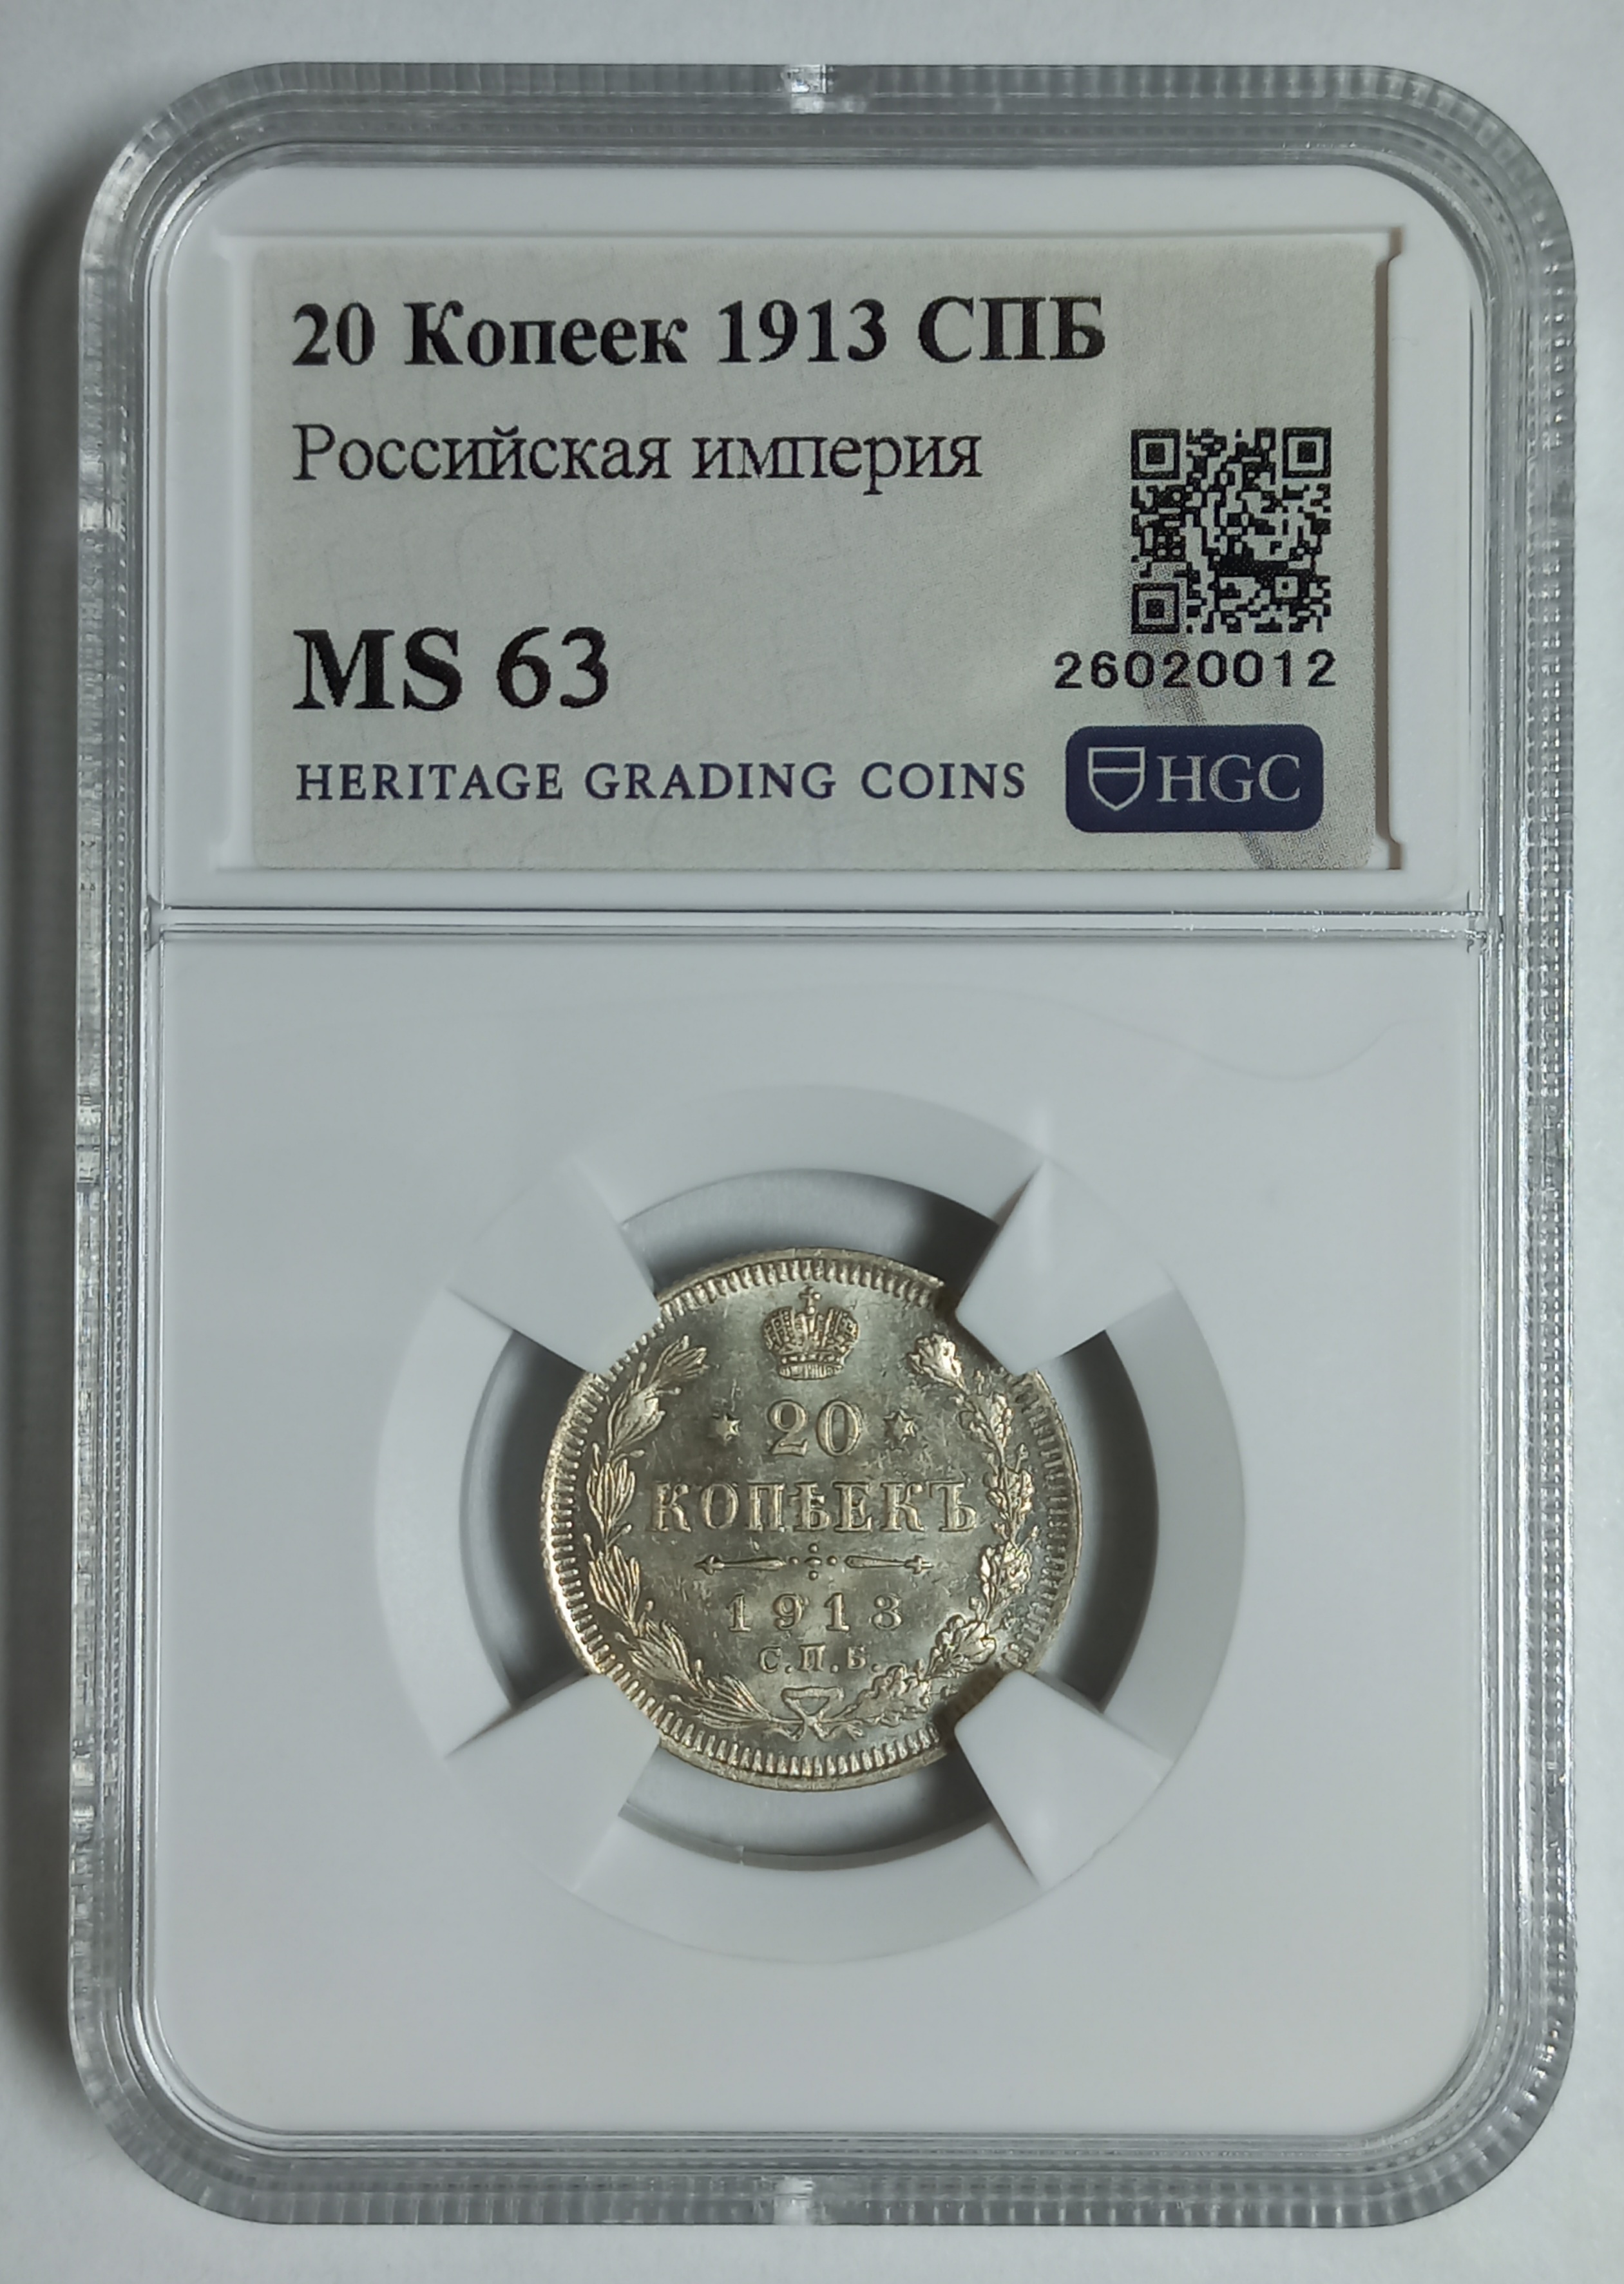 20 Копеек 1913 СПБ
Российская империя
MS 63
26020012
HERITAGE GRADING COINS
HGC
20
КОПѢЕКЪ
1913
С.П.Б.